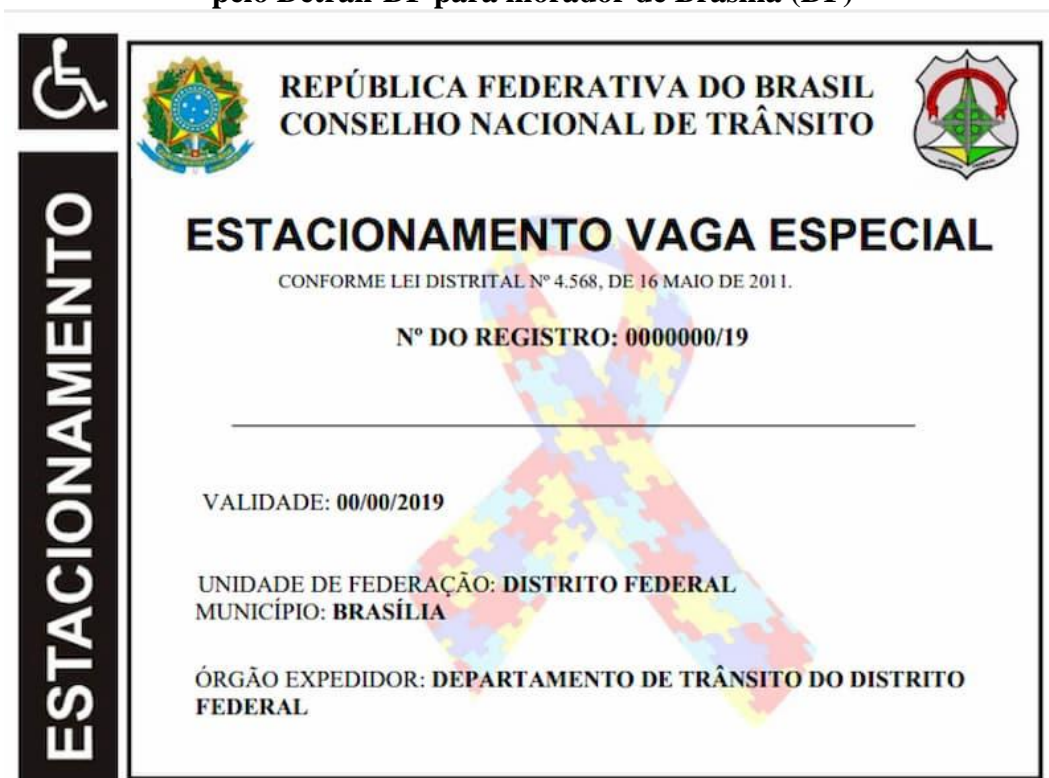 pelo Detran-DF para morador de Brasília (DF)
REPÚBLICA FEDERATIVA DO BRASIL
CONSELHO NACIONAL DE TRÂNSITO
ESTACIONAMENTO VAGA ESPECIAL
CONFORME LEI DISTRITAL Nº 4.568, DE 16 MAIO DE 2011.
Nº DO REGISTRO: 0000000/19
VALIDADE: 00/00/2019
UNIDADE DE FEDERAÇÃO: DISTRITO FEDERAL
MUNICÍPIO: BRASÍLIA
ÓRGÃO EXPEDIDOR: DEPARTAMENTO DE TRÂNSITO DO DISTRITO
FEDERAL
ESTACIONAMENTO